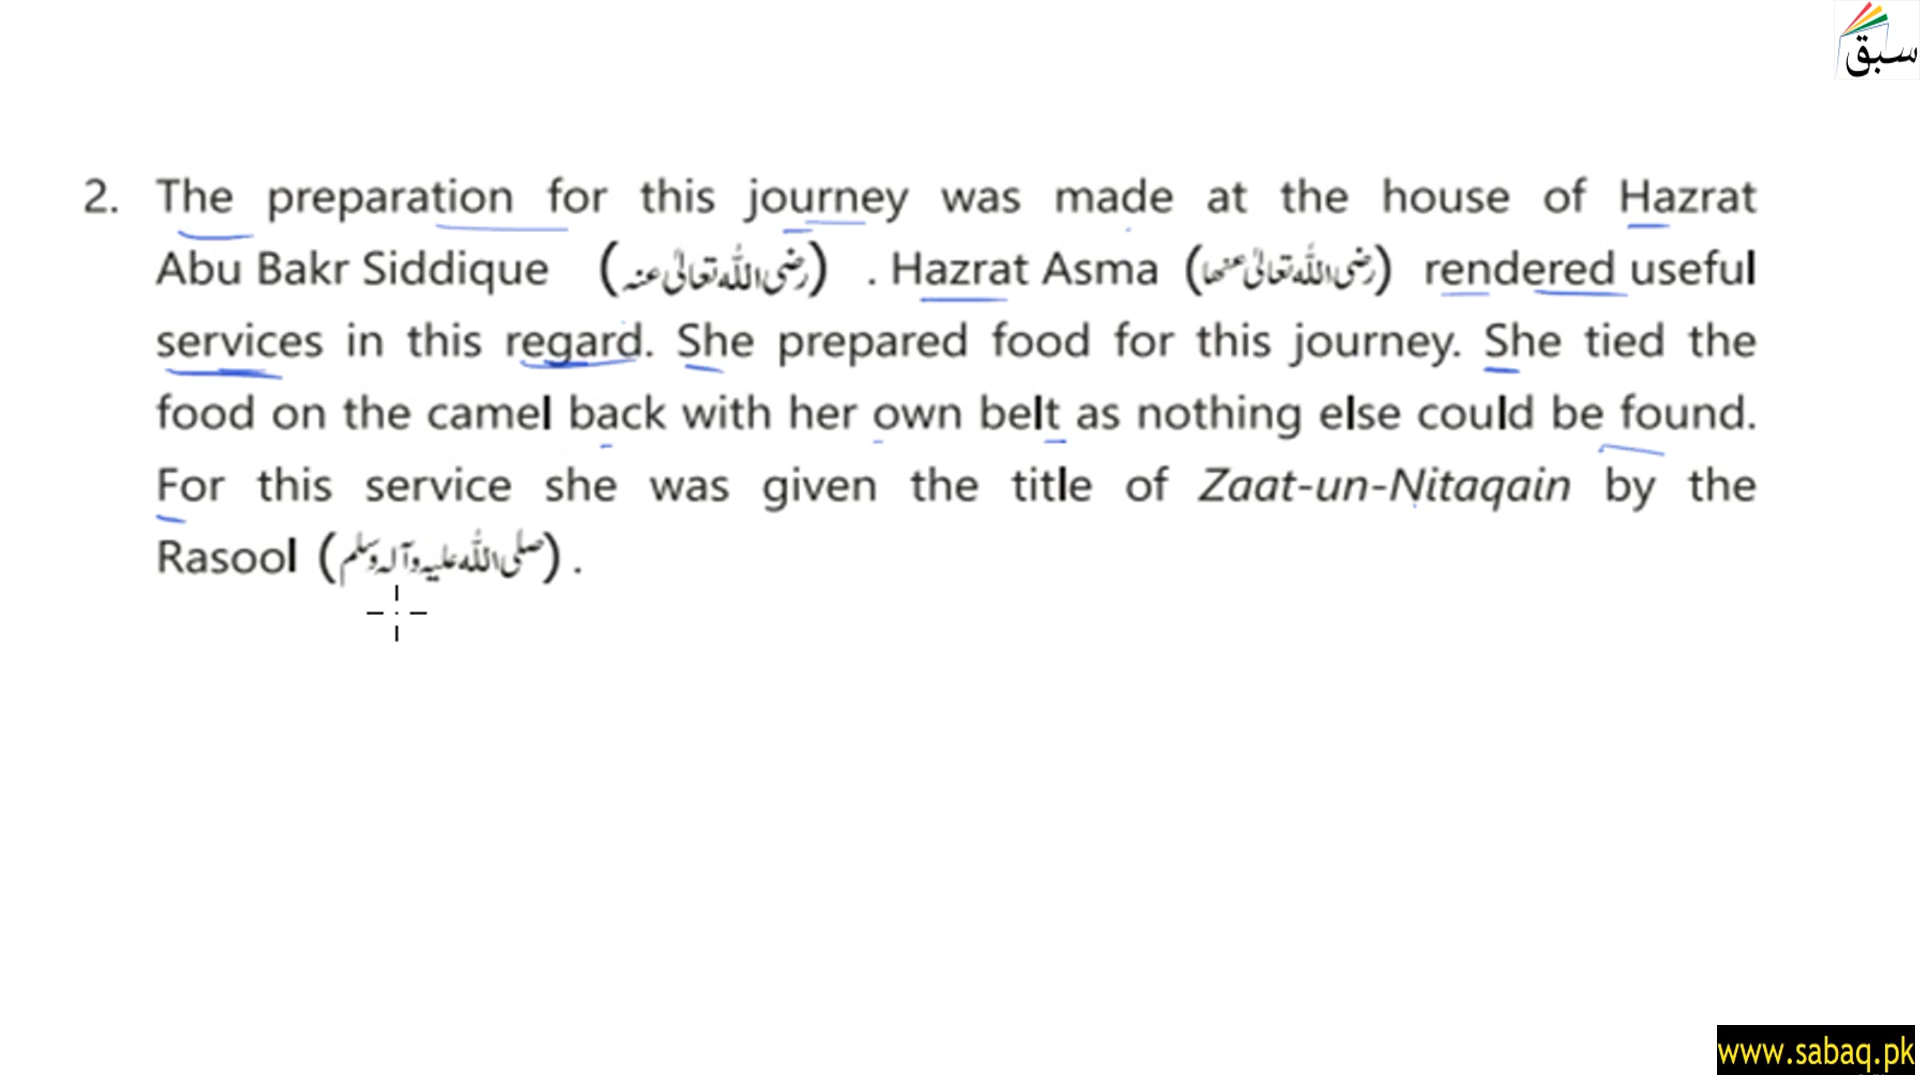 سبق
2. The preparation for this journey was made at the house of Hazrat
Abu Bakr Siddique (رضی اللہ تعالیٰ عنہ) . Hazrat Asma (رضی اللہ تعالیٰ عنھا) rendered useful
services in this regard. She prepared food for this journey. She tied the
food on the camel back with her own belt as nothing else could be found.
For this service she was given the title of Zaat-un-Nitaqain by the
Rasool (صلی اللہ علیہ وآلہ وسلم) .
www.sabaq.pk